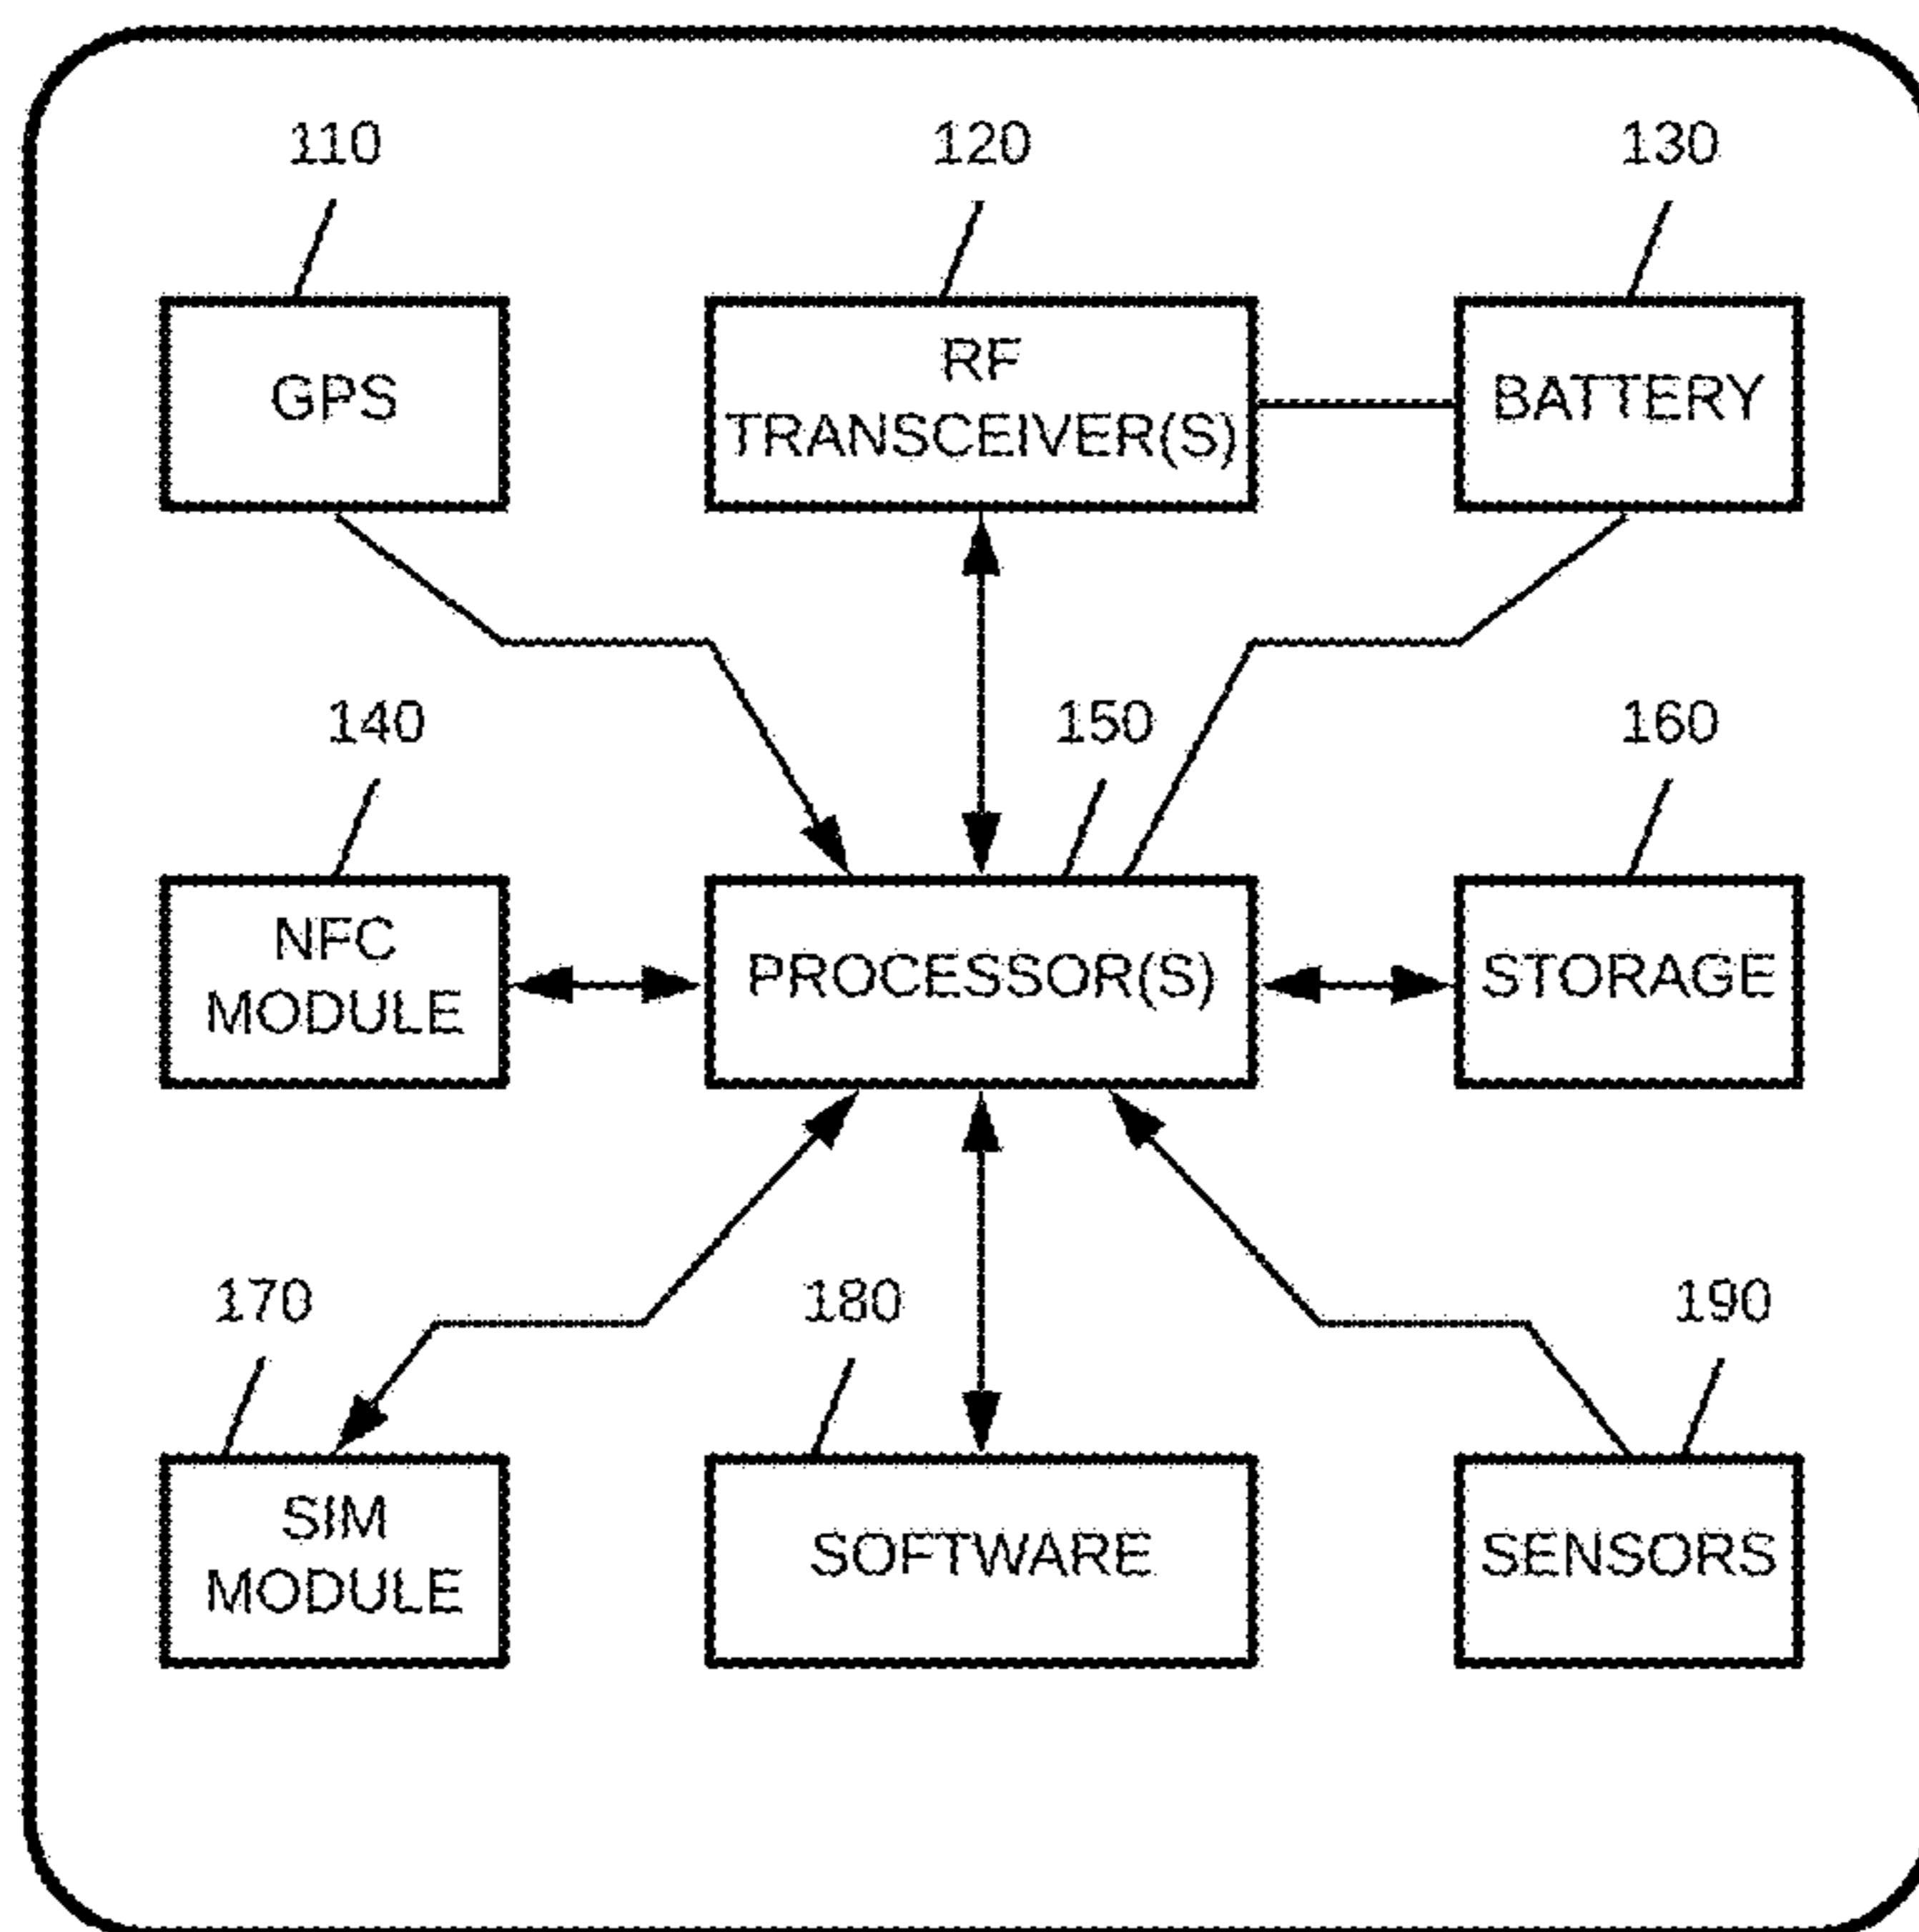 110
120
130
GPS
RF
TRANSCEIVER(S)
BATTERY
140
150
160
NFC
MODULE
PROCESSOR(S)
STORAGE
170
180
190
SIM
MODULE
SOFTWARE
SENSORS